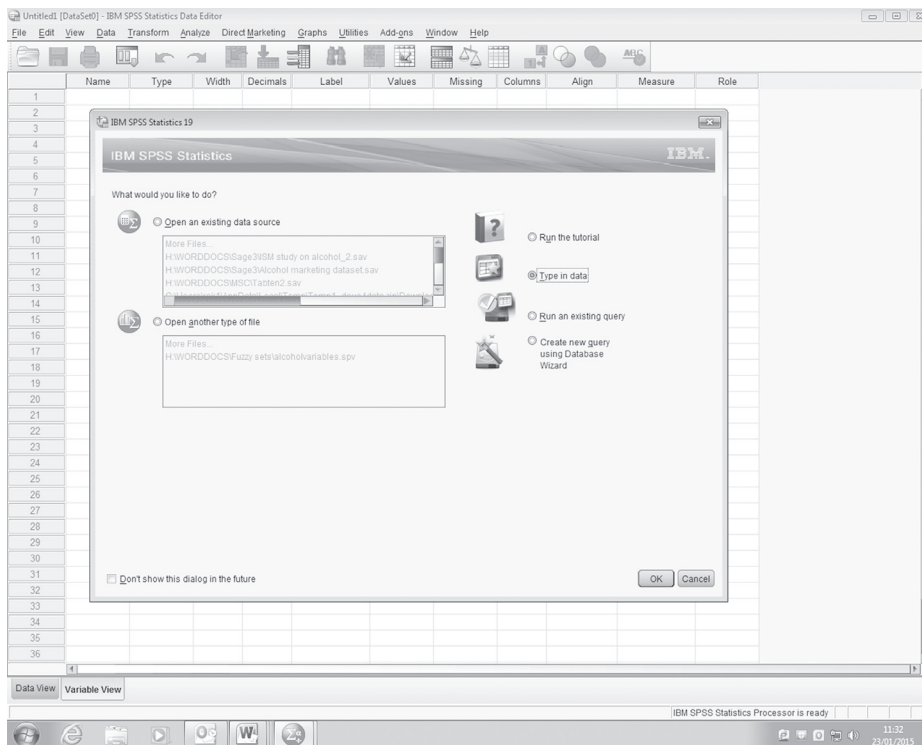 Untitled1 [DataSet0] - IBM SPSS Statistics Data Editor
File Edit View Data Transform Analyze Direct Marketing Graphs Utilities Add-ons Window Help
Name Type Width Decimals Label Values Missing Columns Align Measure Role
1
2
3
4
5
6
7
8
9
10
11
12
13
14
15
16
17
18
19
20
21
22
23
24
25
26
27
28
29
30
31
32
33
34
35
36
IBM SPSS Statistics 19
IBM SPSS Statistics
IBM.
What would you like to do?
Open an existing data source
More Files...
H:\WORDDOCS\Sage3\ISM study on alcohol_2.sav
H:\WORDDOCS\Sage3\Alcohol marketing dataset.sav
H:\WORDDOCS\MSC\Tabten2.sav
Open another type of file
More Files...
H:\WORDDOCS\Fuzzy sets\alcoholvariables.spv
Run the tutorial
Type in data
Run an existing query
Create new query
using Database
Wizard
Don't show this dialog in the future
OK Cancel
Data View Variable View
IBM SPSS Statistics Processor is ready
11:32
23/01/2015